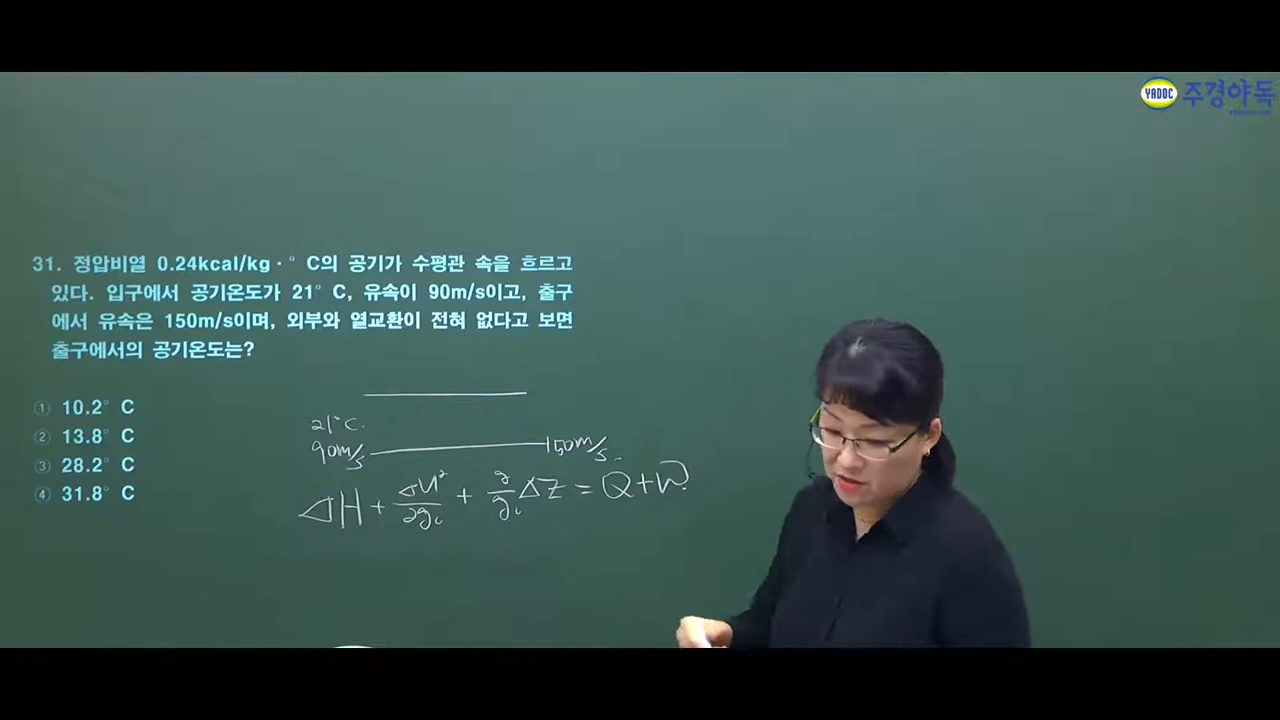 YADOC 주경야독
31. 정압비열 0.24kcal/kg · ° C의 공기가 수평관 속을 흐르고
있다. 입구에서 공기온도가 21° C, 유속이 90m/s이고, 출구
에서 유속은 150m/s이며, 외부와 열교환이 전혀 없다고 보면
출구에서의 공기온도는?
① 10.2° C
② 13.8° C
③ 28.2° C
④ 31.8° C
21°C.
90m/s
150m/s
ΔH + Δu²/2gc + g/gc ΔZ = Q + W